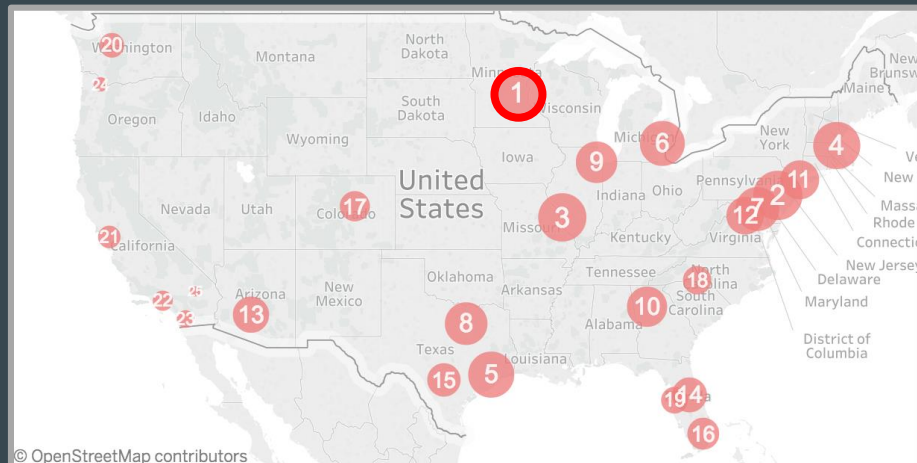 20
Washington
24
Oregon
Idaho
Montana
North
Dakota
Minnesota
1
Wisconsin
South
Dakota
Wyoming
Michigan
6
New
Brunsw
Maine
New
York
4
Iowa
9
United
States
Nevada
Utah
17
Colorado
3
Missouri
Indiana
Ohio
Pennsylvania
11
2
7
12
Virginia
Kentucky
Ve
New
Massa
Rhode
Connectic
New Jersey
Delaware
Maryland
District of
Columbia
21
California
22
25
23
Arizona
13
New
Mexico
Oklahoma
Arkansas
Tennessee
18
North
Carolina
South
Carolina
10
Alabama
8
Texas
15
5
Louisiana
19
14
16
© OpenStreetMap contributors